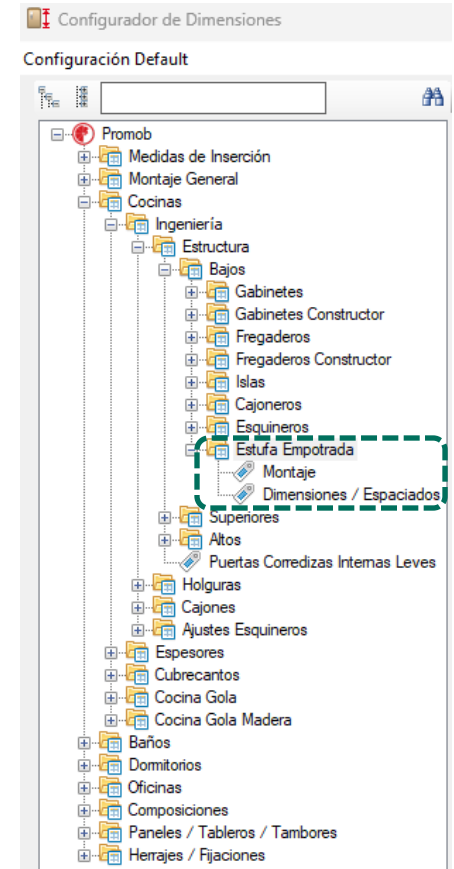 Configurador de Dimensiones
Configuración Default
Promob
Medidas de Inserción
Montaje General
Cocinas
Ingeniería
Estructura
Bajos
Gabinetes
Gabinetes Constructor
Fregaderos
Fregaderos Constructor
Islas
Cajoneros
Esquineros
Estufa Empotrada
Montaje
Dimensiones / Espaciados
Superiores
Altos
Puertas Corredizas Internas Leves
Holguras
Cajones
Ajustes Esquineros
Espesores
Cubrecantos
Cocina Gola
Cocina Gola Madera
Baños
Dormitorios
Oficinas
Composiciones
Paneles / Tableros / Tambores
Herrajes / Fijaciones